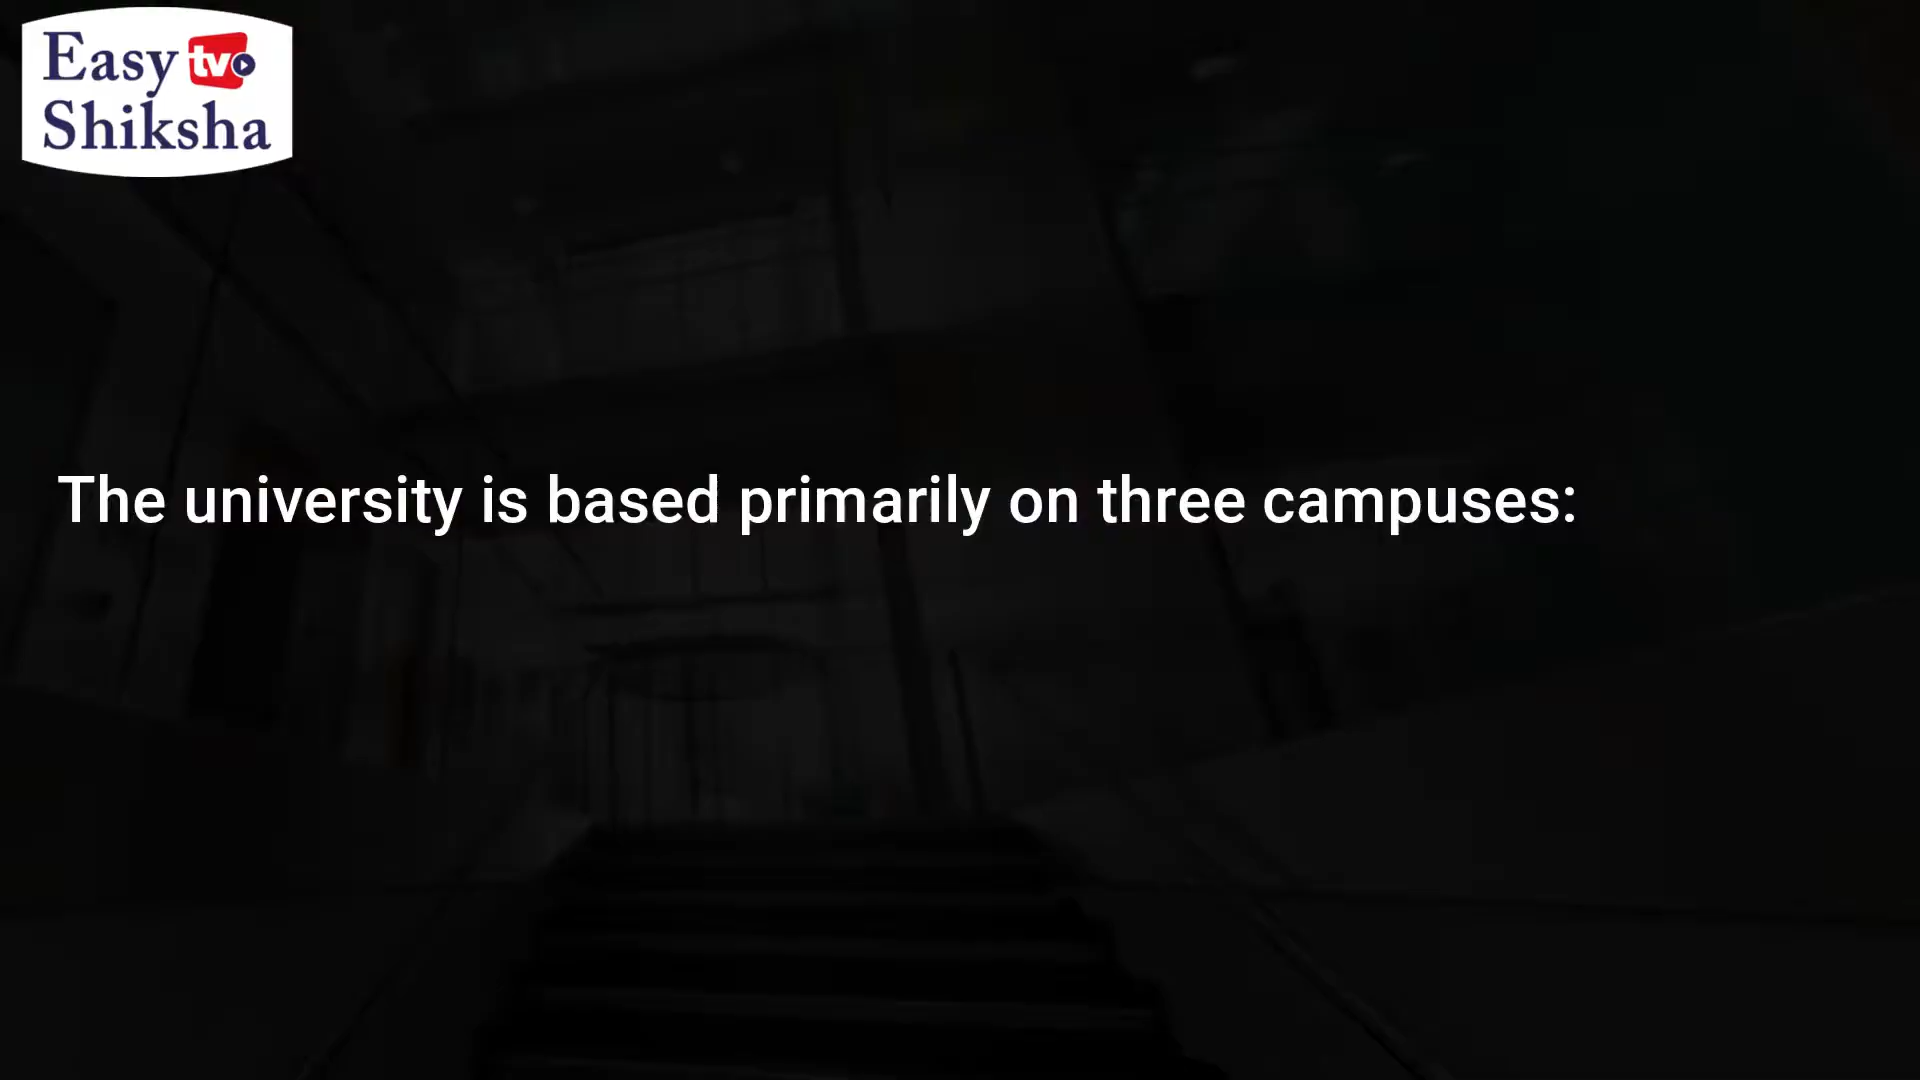 Easy tv
Shiksha
The university is based primarily on three campuses: